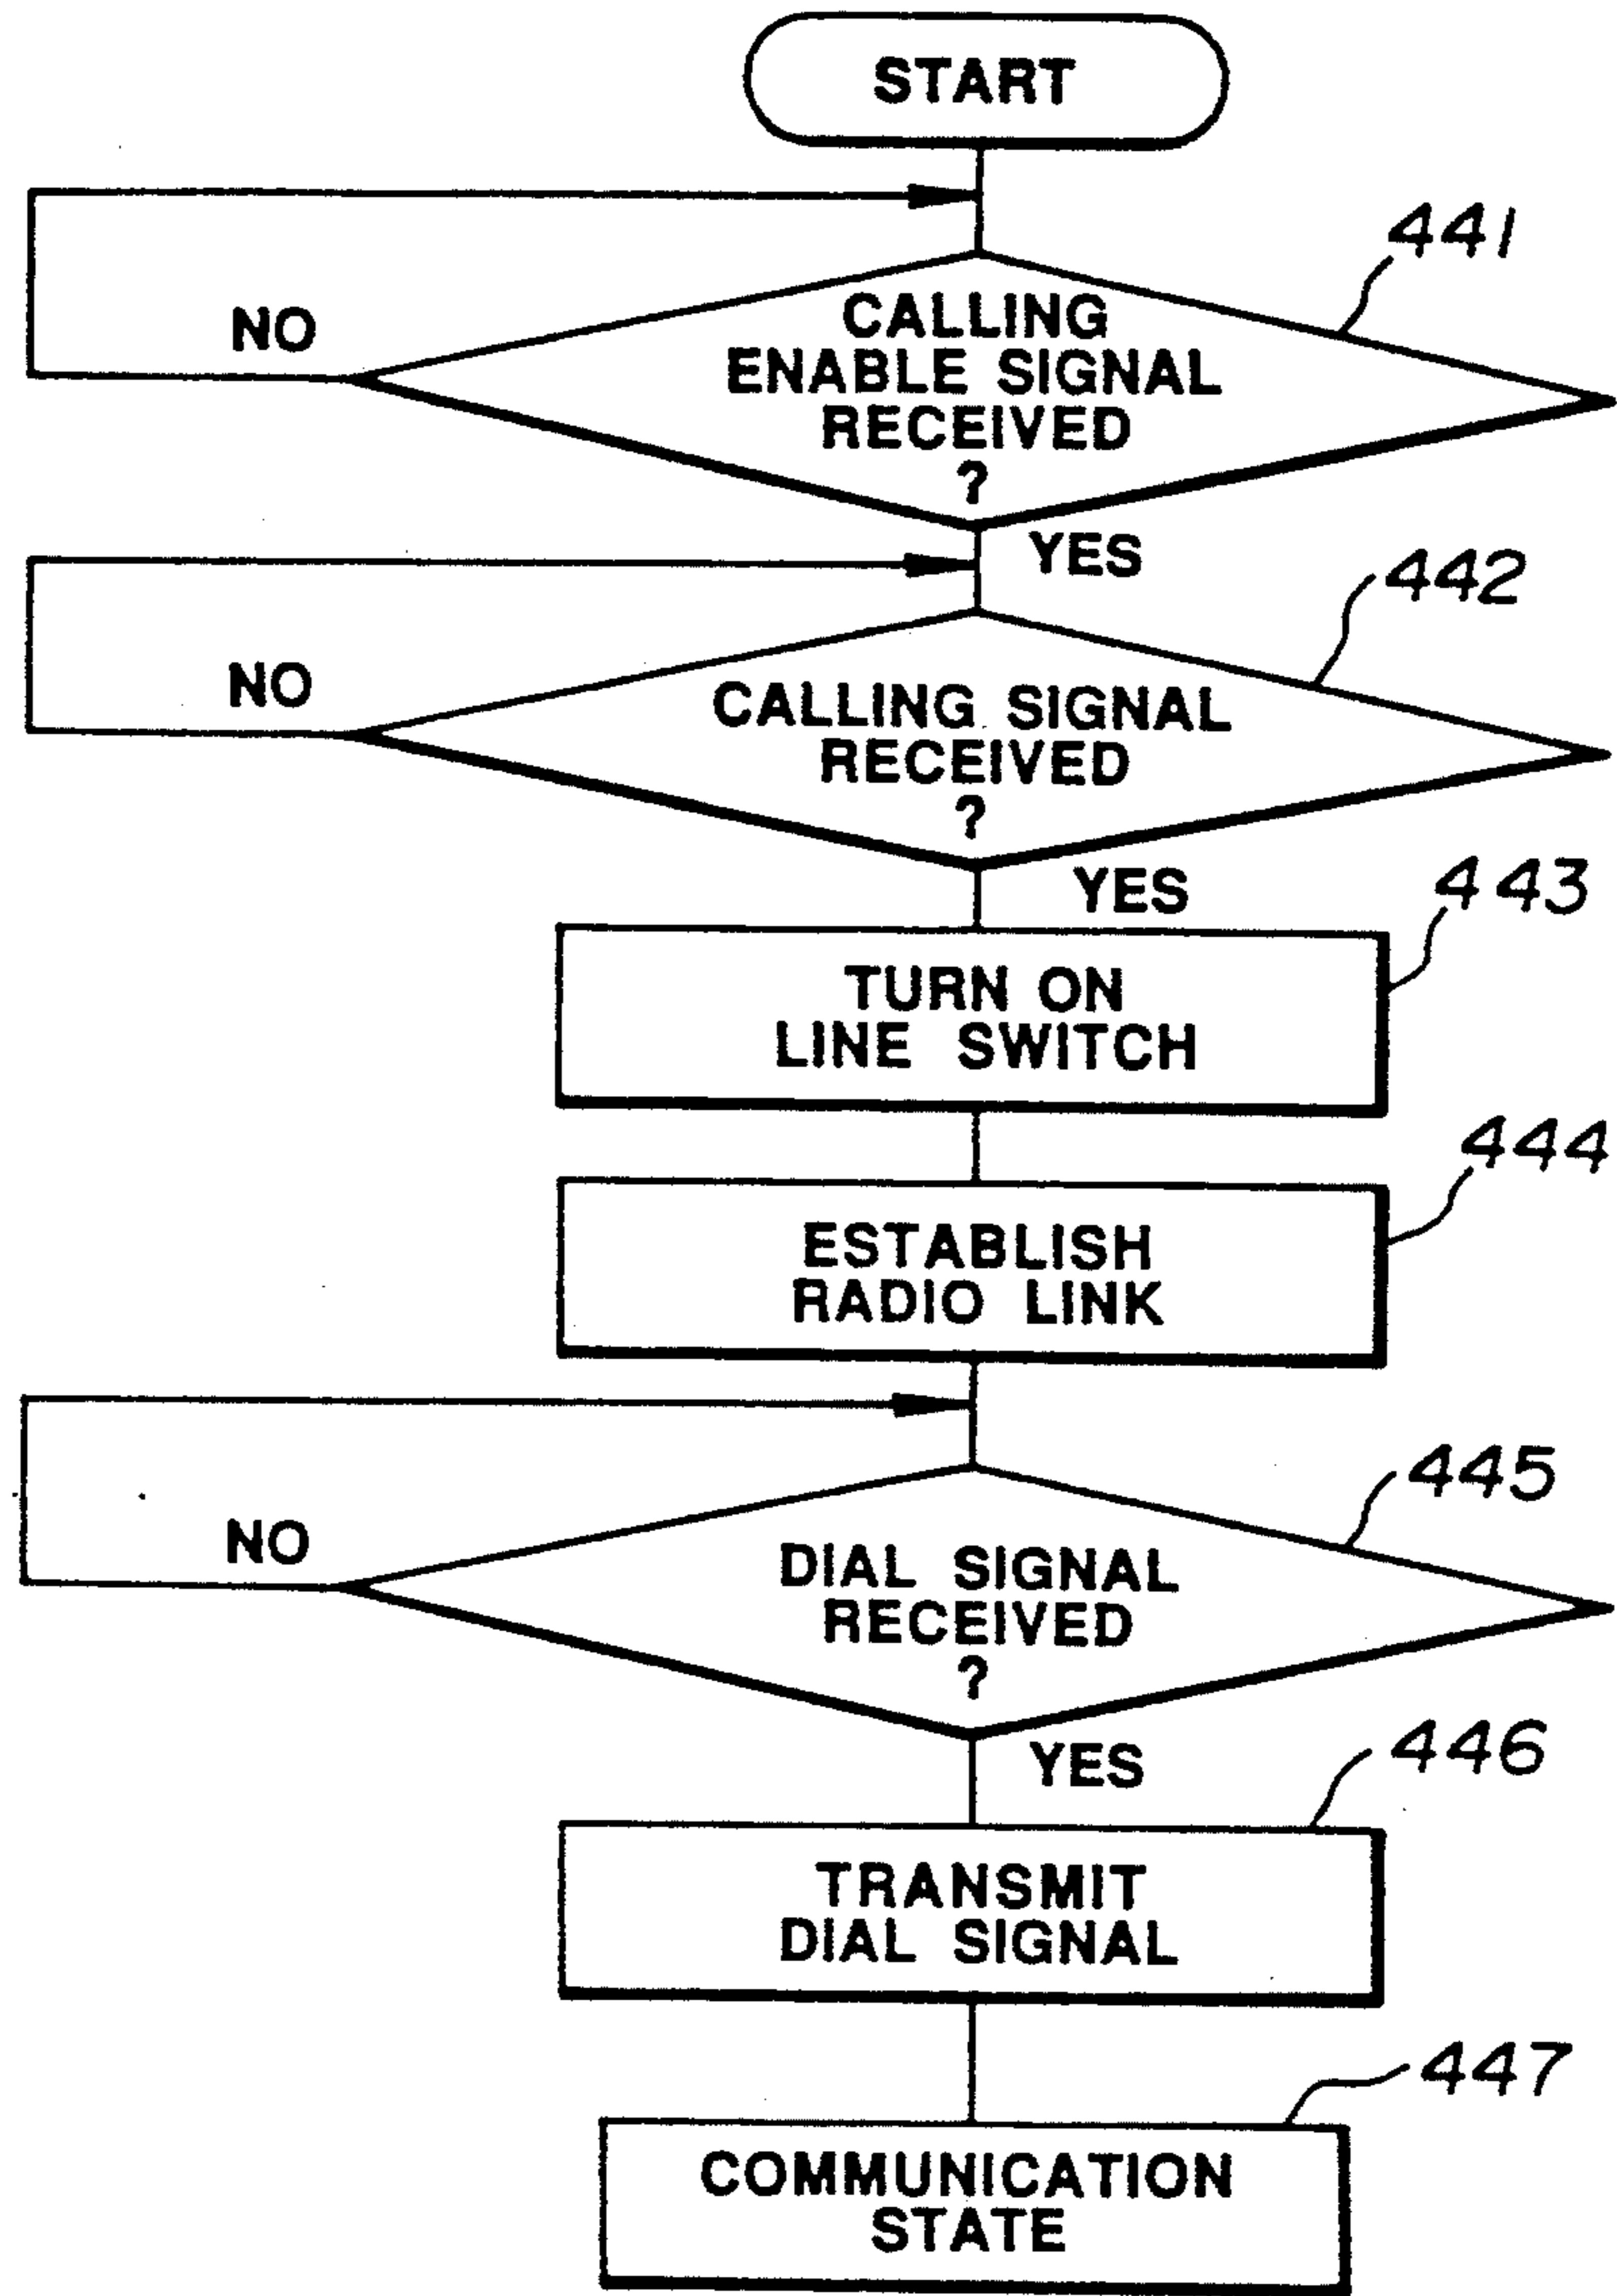 START
441
NO
CALLING
ENABLE SIGNAL
RECEIVED
?
YES
442
NO
CALLING SIGNAL
RECEIVED
?
YES
443
TURN ON
LINE SWITCH
444
ESTABLISH
RADIO LINK
445
NO
DIAL SIGNAL
RECEIVED
?
YES
446
TRANSMIT
DIAL SIGNAL
447
COMMUNICATION
STATE